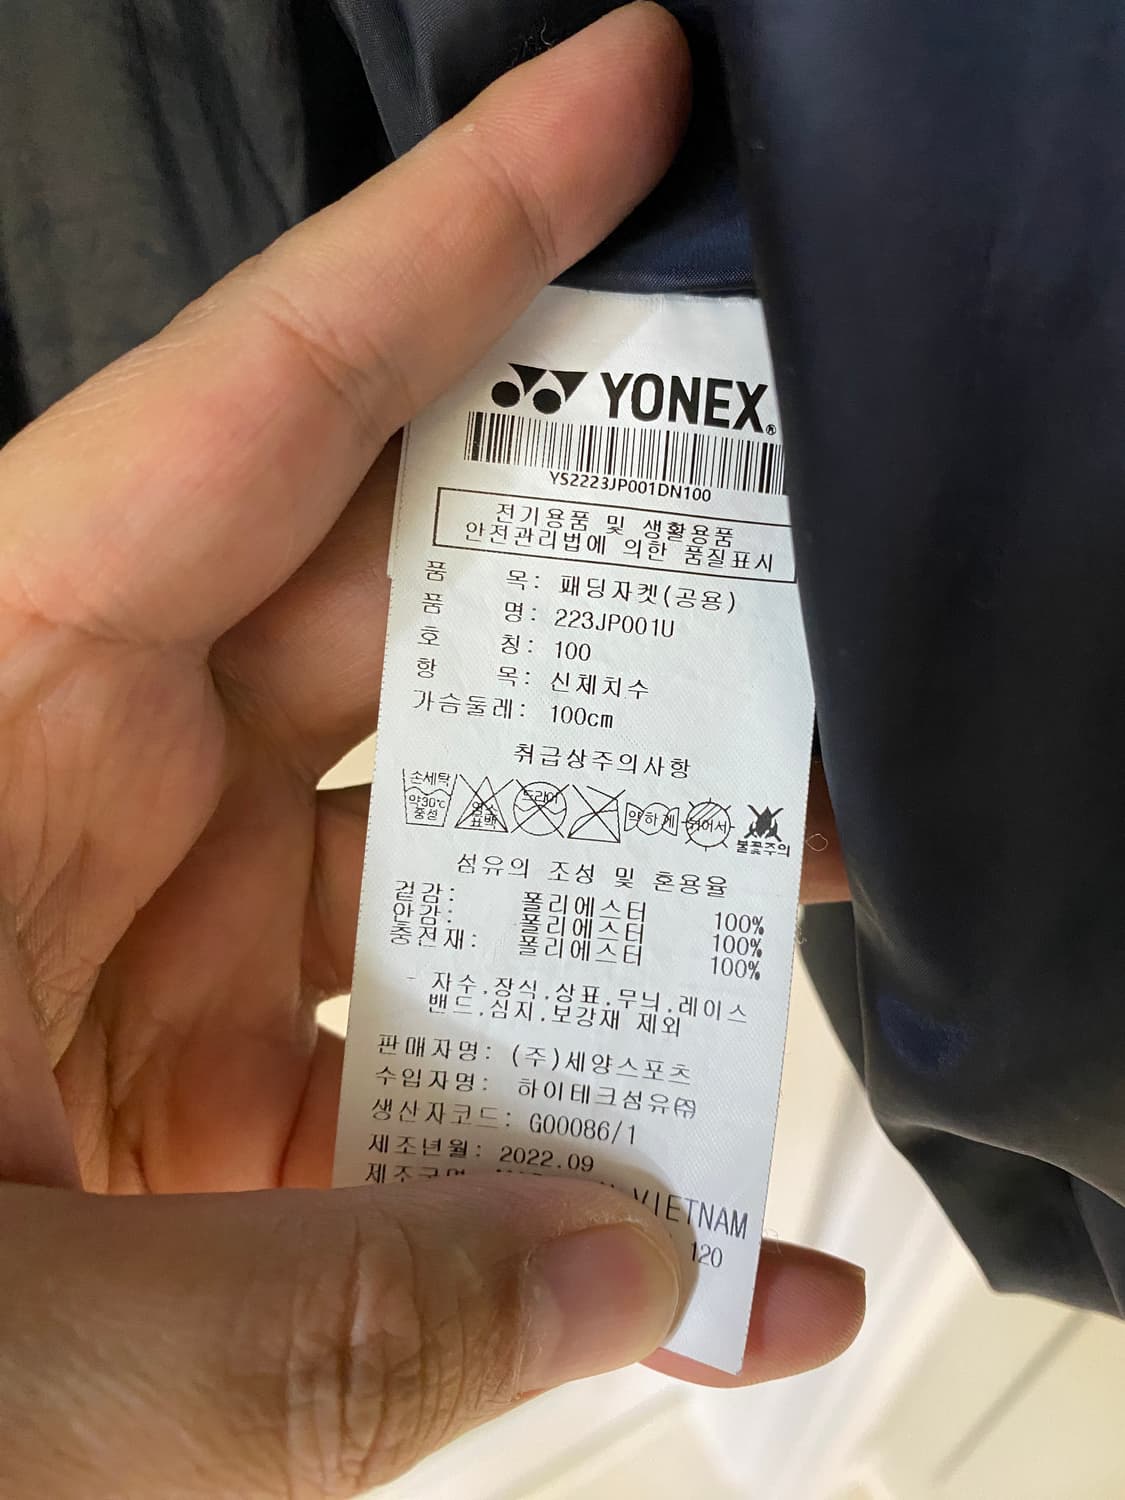 YONEX®
YS2223JP001DN100
전기용품 및 생활용품
안전관리법에 의한 품질표시
품 목: 패딩자켓(공용)
품 명: 223JP001U
호 칭: 100
항 목: 신체치수
가슴둘레: 100cm
취급상주의사항
손세탁 약30℃ 중성 염소 표백 드라이 약하게 뉘어서 불꽃주의
섬유의 조성 및 혼용율
겉감: 폴리에스터 100%
안감: 폴리에스터 100%
충전재: 폴리에스터 100%
- 자수.장식.상표.무늬.레이스
밴드.심지.보강재 제외
판매자명: (주)세양스포츠
수입자명: 하이테크섬유㈜
생산자코드: G00086/1
제조년월: 2022.09
VIETNAM
120